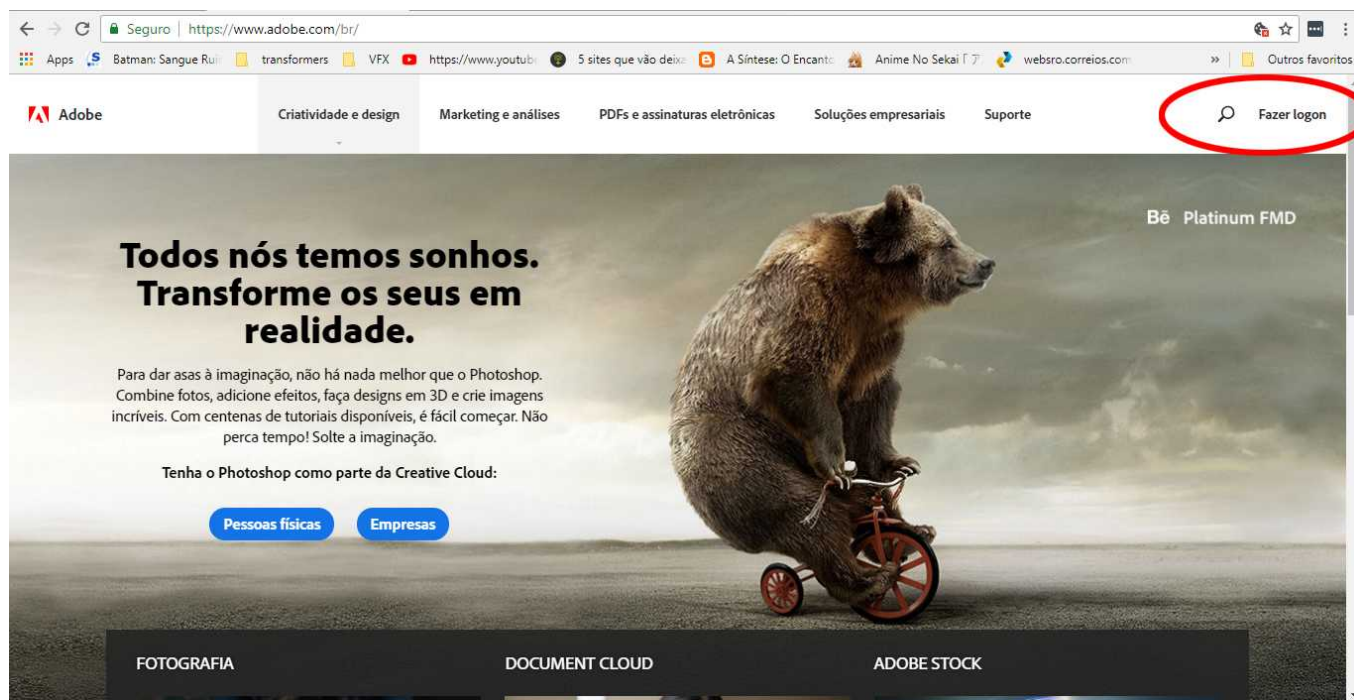 Seguro | https://www.adobe.com/br/
Apps Batman: Sangue Rui transformers VFX https://www.youtub 5 sites que vão deix A Síntese: O Encant Anime No Sekai websro.correios.com » Outros favoritos
Adobe Criatividade e design Marketing e análises PDFs e assinaturas eletrônicas Soluções empresariais Suporte Fazer logon
Bē Platinum FMD
Todos nós temos sonhos.
Transforme os seus em
realidade.
Para dar asas à imaginação, não há nada melhor que o Photoshop.
Combine fotos, adicione efeitos, faça designs em 3D e crie imagens
incríveis. Com centenas de tutoriais disponíveis, é fácil começar. Não
perca tempo! Solte a imaginação.
Tenha o Photoshop como parte da Creative Cloud:
Pessoas físicas Empresas
FOTOGRAFIA DOCUMENT CLOUD ADOBE STOCK